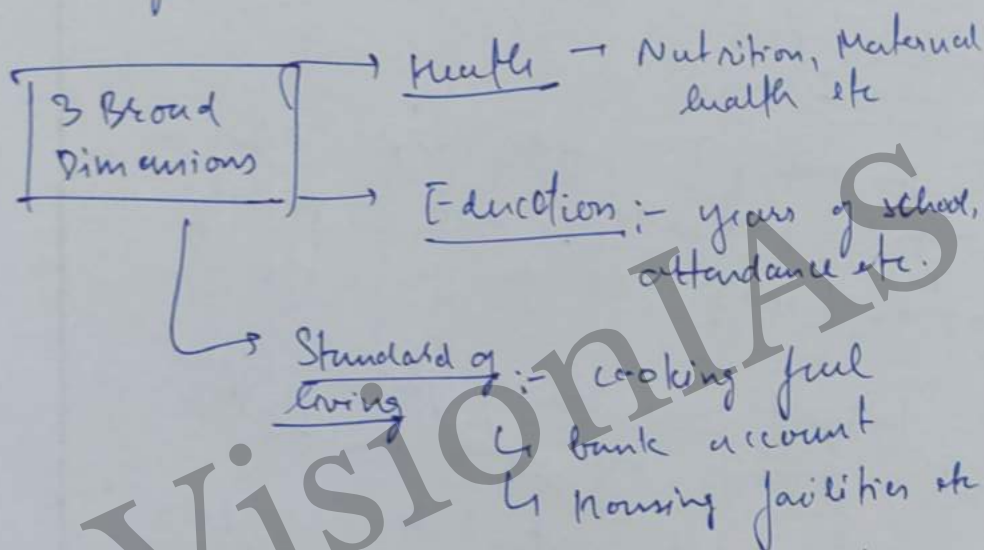 3 Broad
Dimensions
Health → Nutrition, Maternal
health etc
Education :- years of school,
attendance etc.
Standard of
living :- cooking fuel
↳ bank account
↳ housing facilities etc
VisionIAS